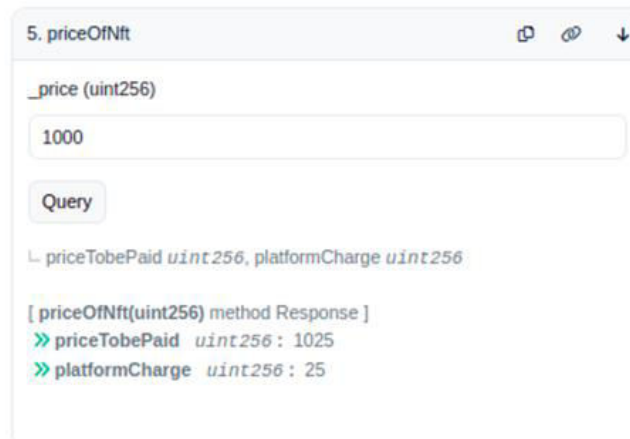 5. priceOfNft
_price (uint256)
1000
Query
priceTobePaid uint256, platformCharge uint256
[ priceOfNft(uint256) method Response ]
priceTobePaid uint256 : 1025
platformCharge uint256 : 25